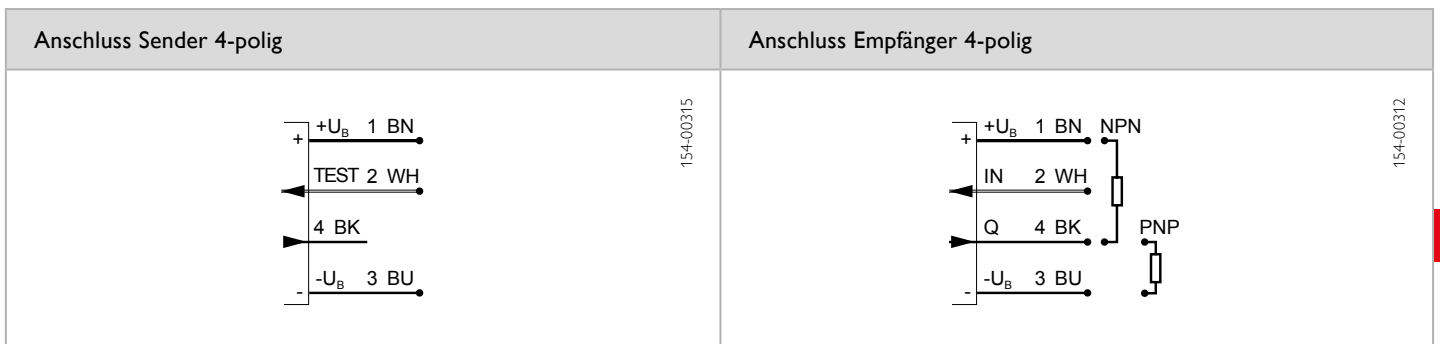 Anschluss Sender 4-polig
+U_B 1 BN
+
TEST 2 WH
4 BK
-U_B 3 BU
-
154-00315
Anschluss Empfänger 4-polig
+U_B 1 BN NPN
+
IN 2 WH
Q 4 BK PNP
-U_B 3 BU
-
154-00312